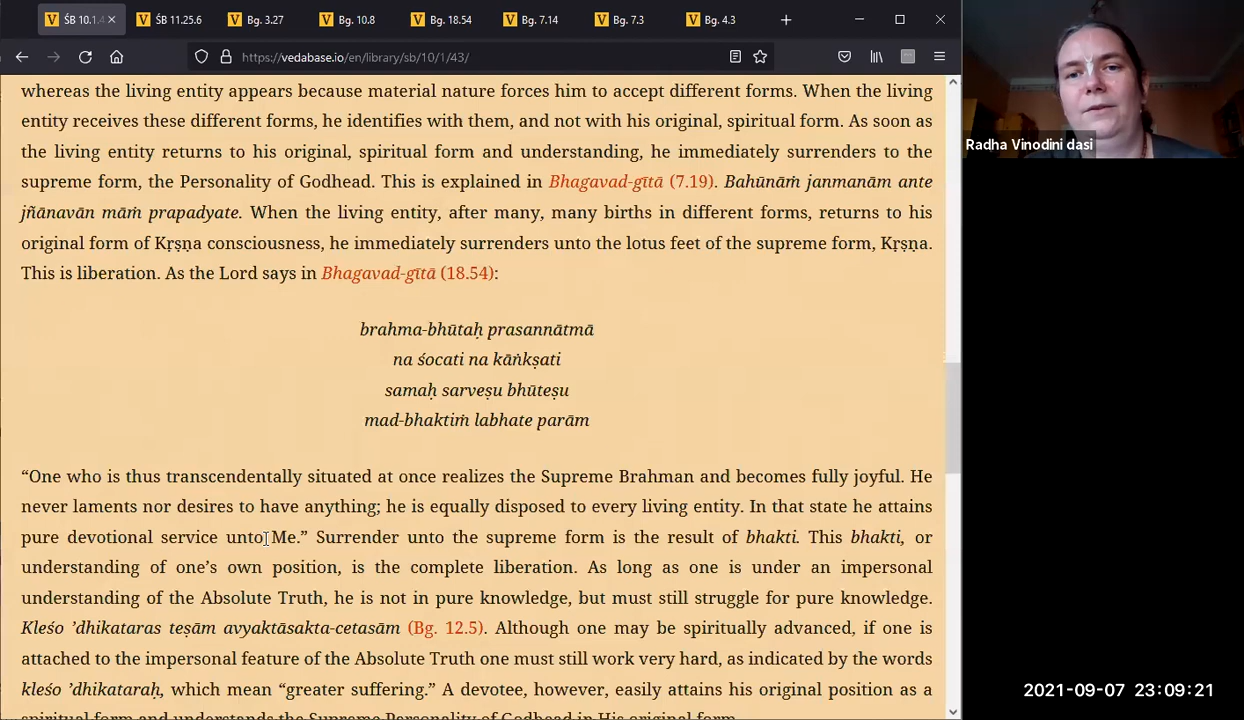 ŚB 10.1.4
ŚB 11.25.6
Bg. 3.27
Bg. 10.8
Bg. 18.54
Bg. 7.14
Bg. 7.3
Bg. 4.3
https://vedabase.io/en/library/sb/10/1/43/
whereas the living entity appears because material nature forces him to accept different forms. When the living
entity receives these different forms, he identifies with them, and not with his original, spiritual form. As soon as
the living entity returns to his original, spiritual form and understanding, he immediately surrenders to the
supreme form, the Personality of Godhead. This is explained in Bhagavad-gītā (7.19). Bahūnāṁ janmanām ante
jñānavān māṁ prapadyate. When the living entity, after many, many births in different forms, returns to his
original form of Kṛṣṇa consciousness, he immediately surrenders unto the lotus feet of the supreme form, Kṛṣṇa.
This is liberation. As the Lord says in Bhagavad-gītā (18.54):
brahma-bhūtaḥ prasannātmā
na śocati na kāṅkṣati
samaḥ sarveṣu bhūteṣu
mad-bhaktiṁ labhate parām
“One who is thus transcendentally situated at once realizes the Supreme Brahman and becomes fully joyful. He
never laments nor desires to have anything; he is equally disposed to every living entity. In that state he attains
pure devotional service unto Me.” Surrender unto the supreme form is the result of bhakti. This bhakti, or
understanding of one’s own position, is the complete liberation. As long as one is under an impersonal
understanding of the Absolute Truth, he is not in pure knowledge, but must still struggle for pure knowledge.
Kleśo ’dhikataras teṣām avyaktāsakta-cetasām (Bg. 12.5). Although one may be spiritually advanced, if one is
attached to the impersonal feature of the Absolute Truth one must still work very hard, as indicated by the words
kleśo ’dhikataraḥ, which mean “greater suffering.” A devotee, however, easily attains his original position as a
spiritual form and understands the Supreme Personality of Godhead in His original form.
Radha Vinodini dasi
2021-09-07 23:09:21